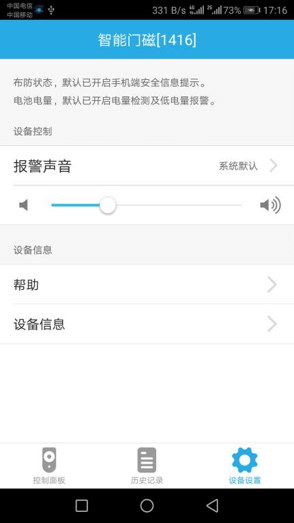 中国电信
中国移动
331 B/s 4G 2G 73% 17:16
智能门磁[1416]
布防状态，默认已开启手机端安全信息提示。
电池电量，默认已开启电量检测及低电量报警。
设备控制
报警声音 系统默认
设备信息
帮助
设备信息
控制面板 历史记录 设备设置